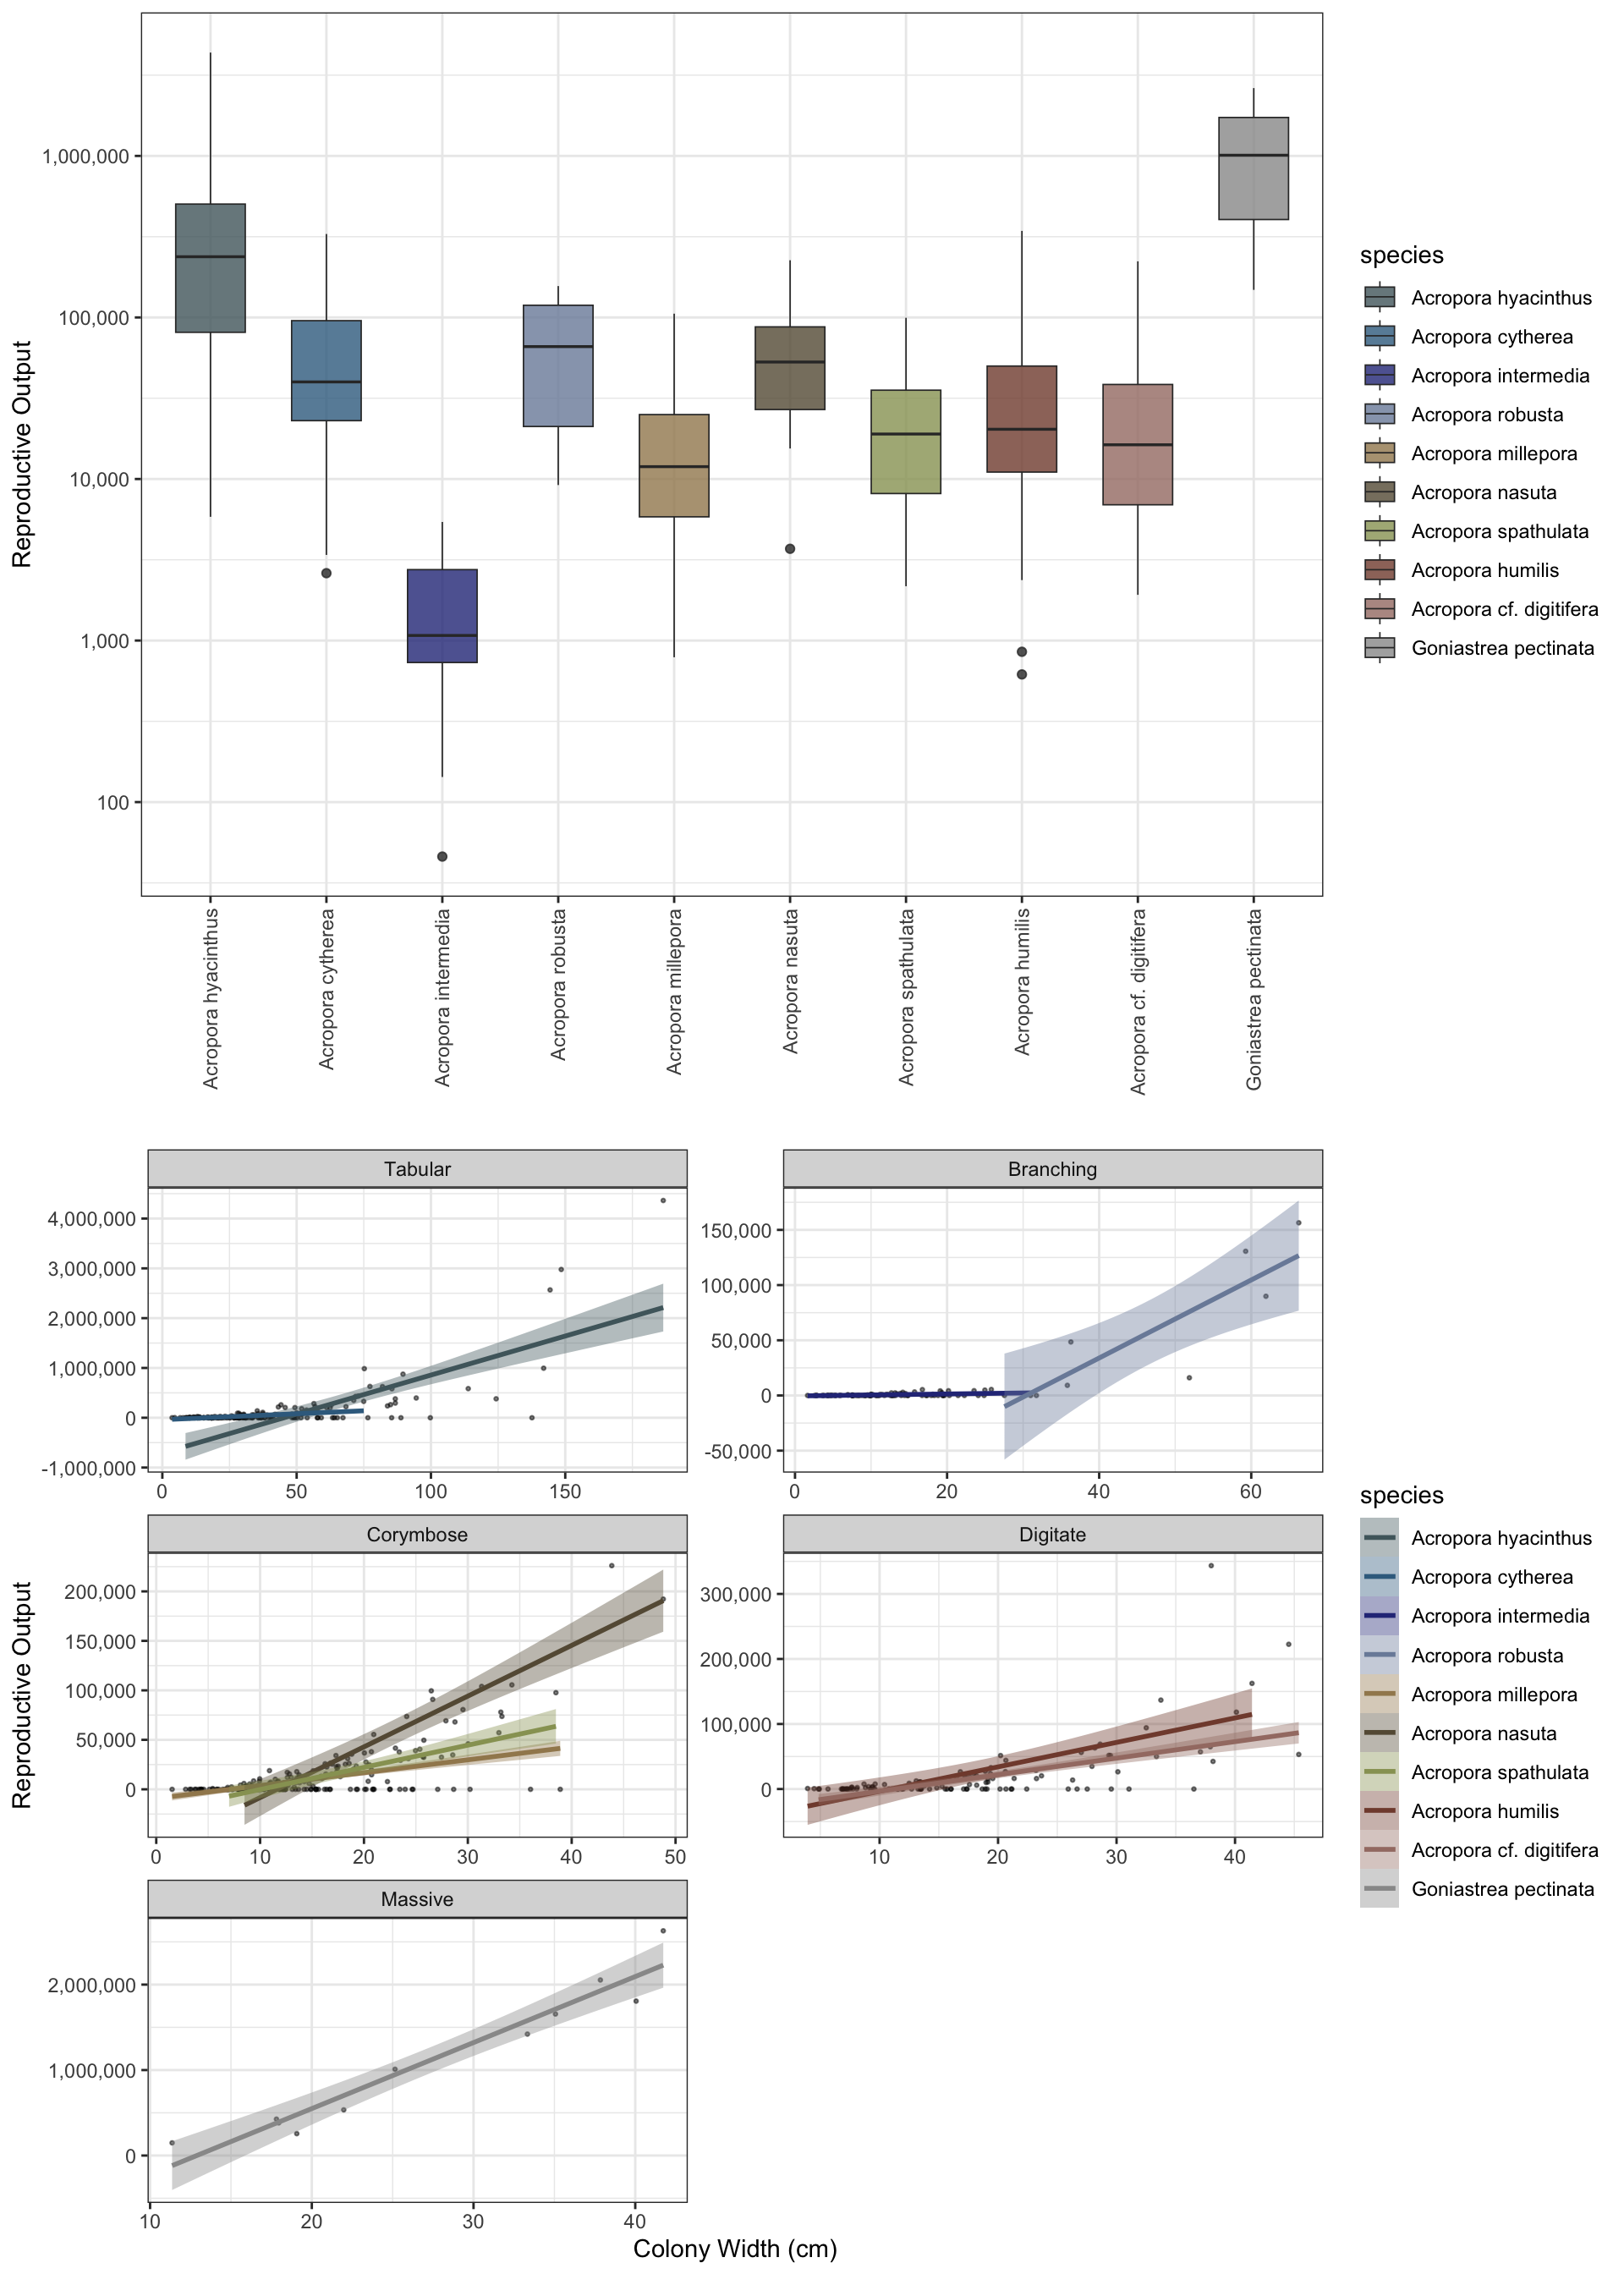 Reproductive Output
1,000,000
100,000
10,000
1,000
100
Acropora hyacinthus
Acropora cytherea
Acropora intermedia
Acropora robusta
Acropora millepora
Acropora nasuta
Acropora spathulata
Acropora humilis
Acropora cf. digitifera
Goniastrea pectinata
species
Acropora hyacinthus
Acropora cytherea
Acropora intermedia
Acropora robusta
Acropora millepora
Acropora nasuta
Acropora spathulata
Acropora humilis
Acropora cf. digitifera
Goniastrea pectinata
Reproductive Output
Tabular
4,000,000
3,000,000
2,000,000
1,000,000
0
-1,000,000
0 50 100 150
Branching
150,000
100,000
50,000
0
-50,000
0 20 40 60
Corymbose
200,000
150,000
100,000
50,000
0
0 10 20 30 40 50
Digitate
300,000
200,000
100,000
0
10 20 30 40
Massive
2,000,000
1,000,000
0
10 20 30 40
Colony Width (cm)
species
Acropora hyacinthus
Acropora cytherea
Acropora intermedia
Acropora robusta
Acropora millepora
Acropora nasuta
Acropora spathulata
Acropora humilis
Acropora cf. digitifera
Goniastrea pectinata